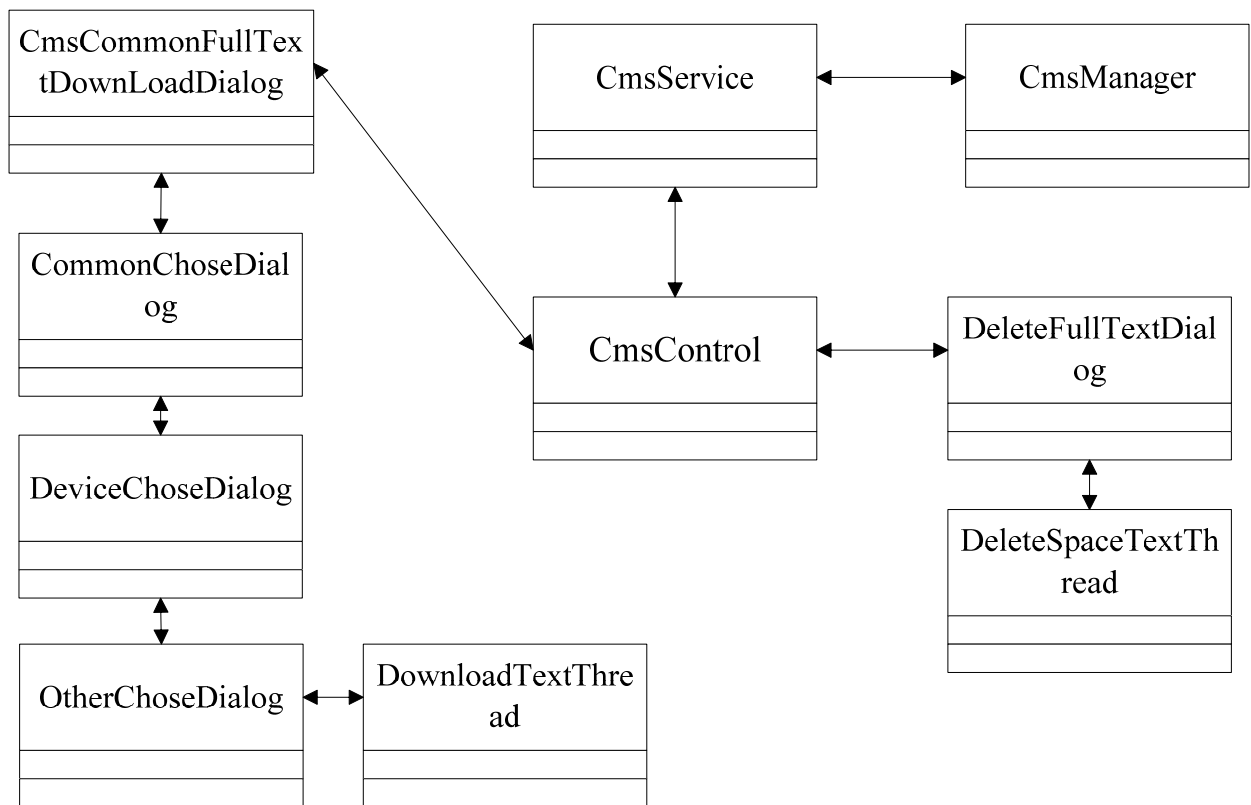 CmsCommonFullTex
tDownLoadDialog
CmsService
CmsManager
CommonChoseDial
og
CmsControl
DeleteFullTextDial
og
DeviceChoseDialog
DeleteSpaceTextTh
read
OtherChoseDialog
DownloadTextThre
ad